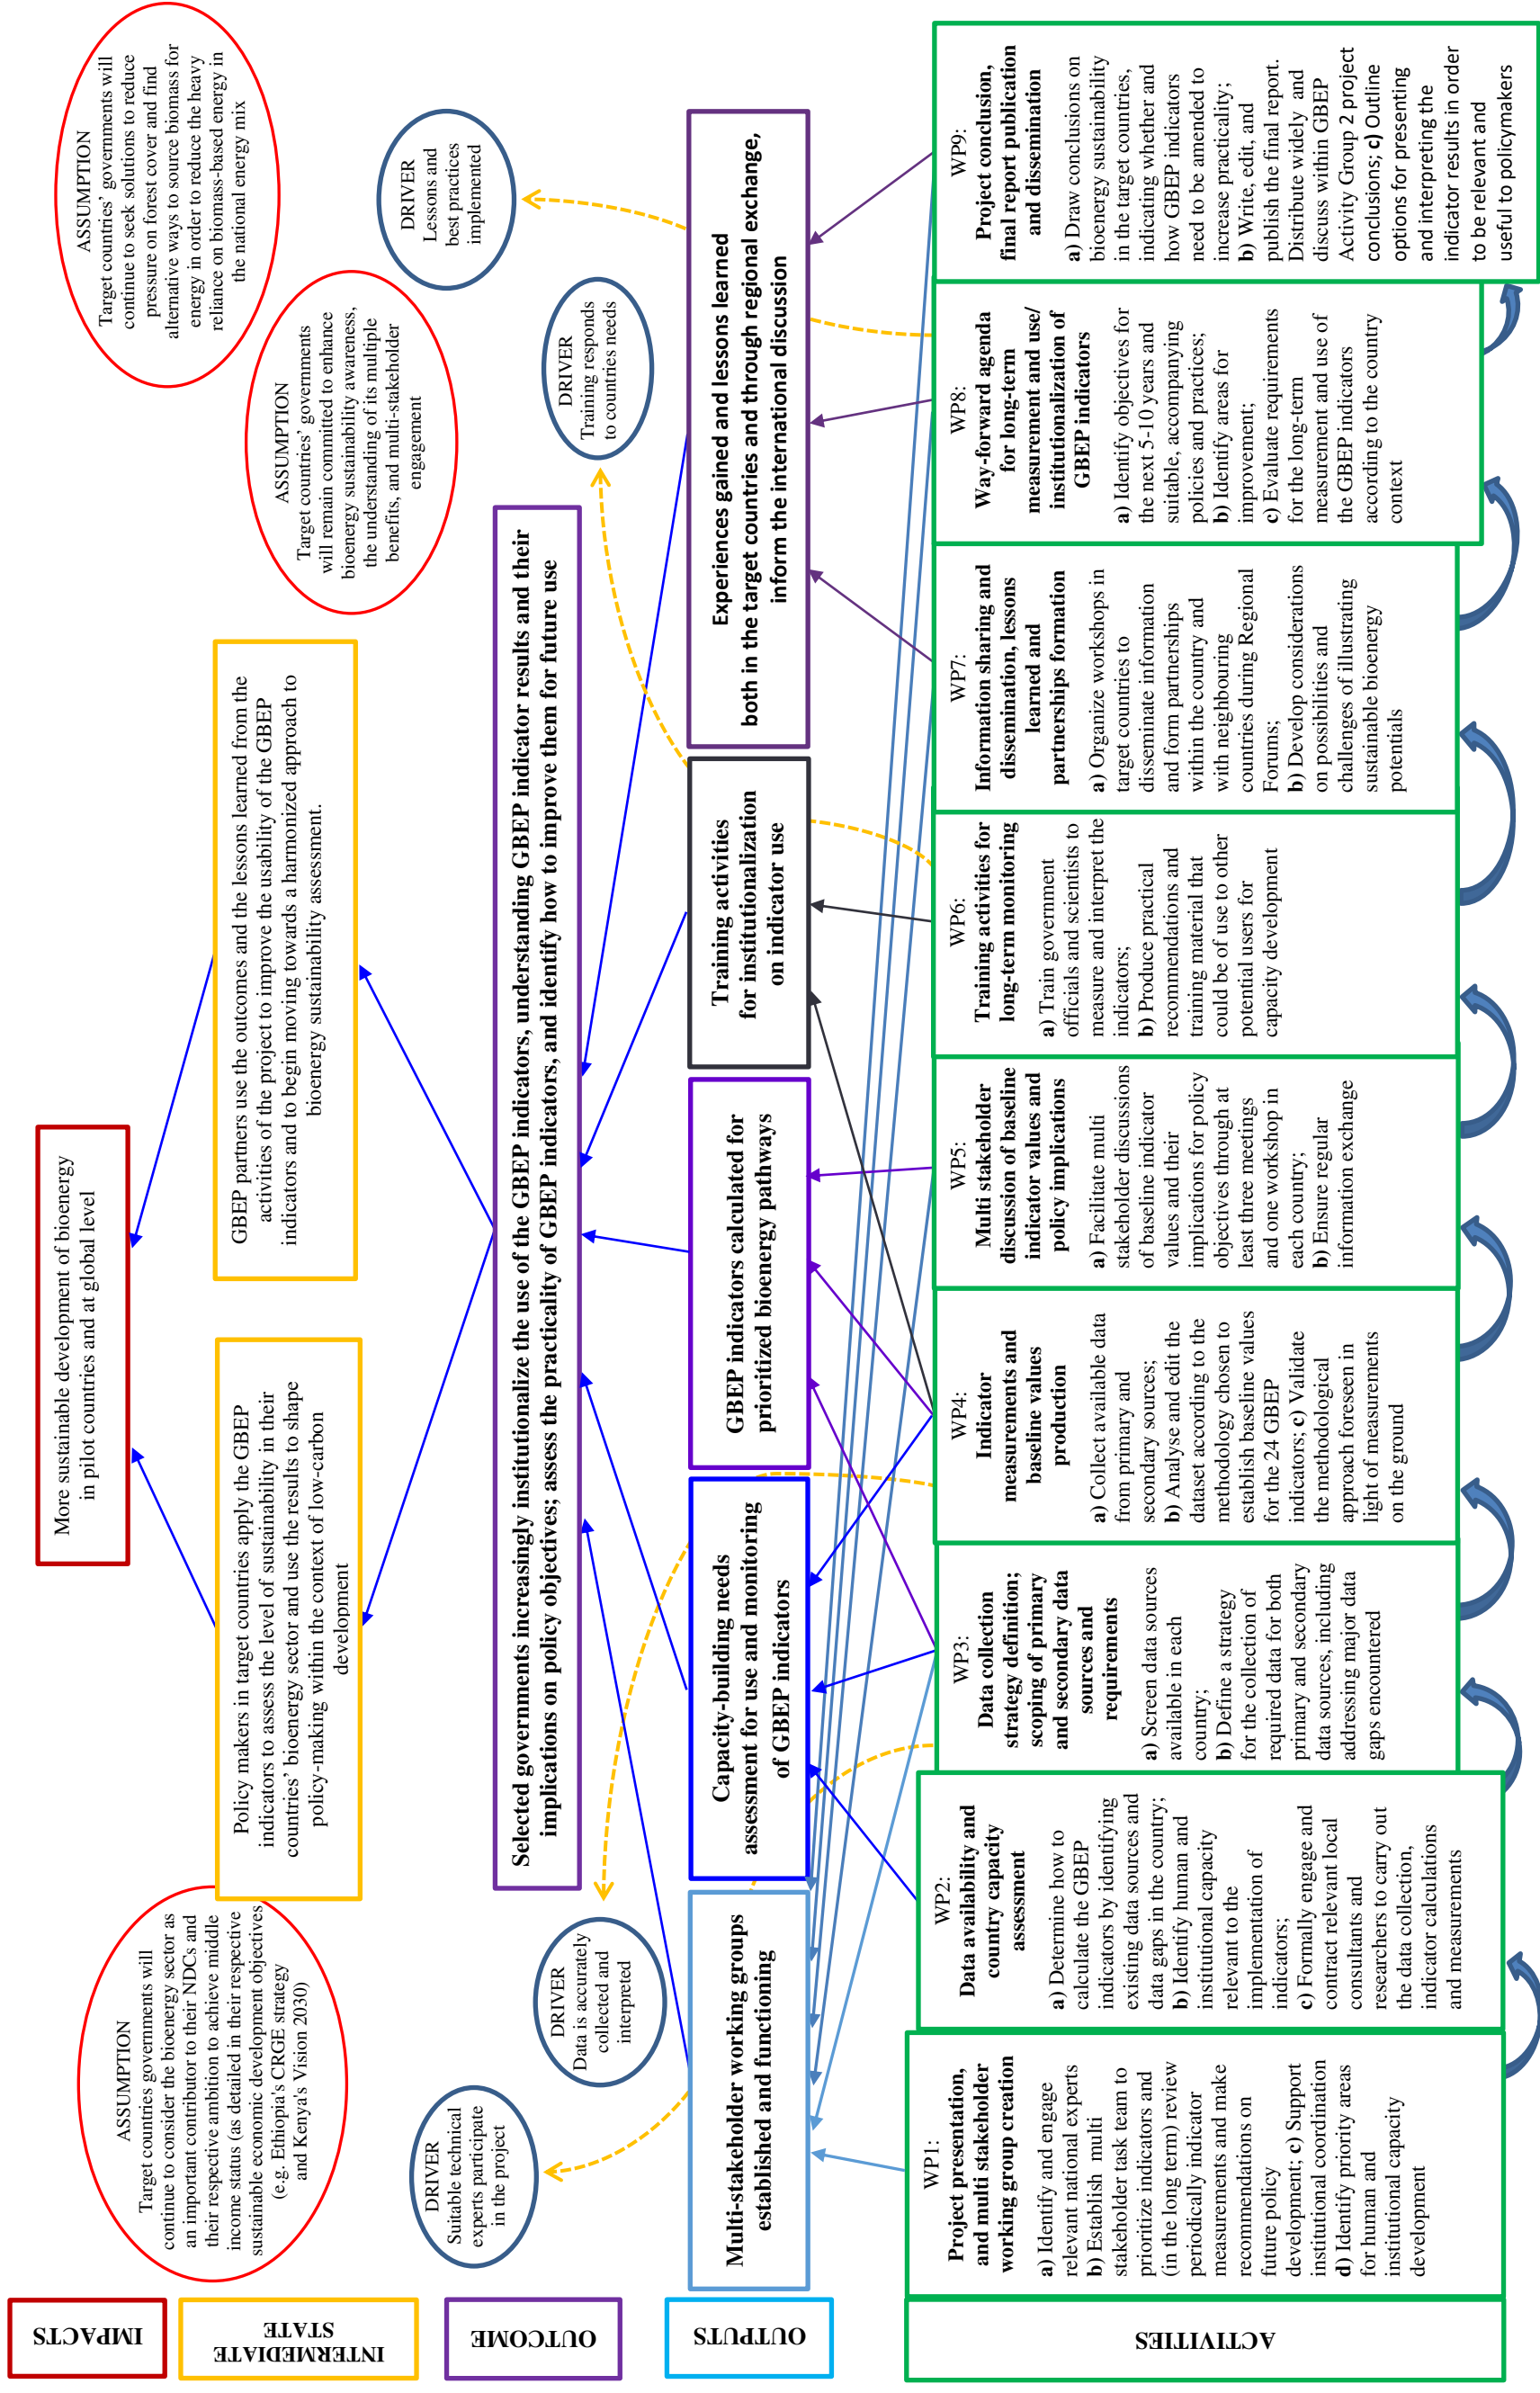 IMPACTS
More sustainable development of bioenergy
in pilot countries and at global level
ASSUMPTION
Target countries' governments will
continue to seek solutions to reduce
pressure on forest cover and find
alternative ways to source biomass for
energy in order to reduce the heavy
reliance on biomass-based energy in
the national energy mix
INTERMEDIATE
STATE
ASSUMPTION
Target countries governments will
continue to consider the bioenergy sector as
an important contributor to their NDCs and
their respective ambition to achieve middle
income status (as detailed in their respective
sustainable economic development objectives
(e.g. Ethiopia's CRGE strategy
and Kenya's Vision 2030)
Policy makers in target countries apply the GBEP
indicators to assess the level of sustainability in their
countries' bioenergy sector and use the results to shape
policy-making within the context of low-carbon
development
GBEP partners use the outcomes and the lessons learned from the
activities of the project to improve the usability of the GBEP
indicators and to begin moving towards a harmonized approach to
bioenergy sustainability assessment.
ASSUMPTION
Target countries' governments
will remain committed to enhance
bioenergy sustainability awareness,
the understanding of its multiple
benefits, and multi-stakeholder
engagement
OUTCOME
DRIVER
Suitable technical
experts participate
in the project
DRIVER
Data is accurately
collected and
interpreted
Selected governments increasingly institutionalize the use of the GBEP indicators, understanding GBEP indicator results and their
implications on policy objectives; assess the practicality of GBEP indicators, and identify how to improve them for future use
DRIVER
Training responds
to countries needs
DRIVER
Lessons and
best practices
implemented
OUTPUTS
Multi-stakeholder working groups
established and functioning
Capacity-building needs
assessment for use and monitoring
of GBEP indicators
GBEP indicators calculated for
prioritized bioenergy pathways
Training activities
for institutionalization
on indicator use
Experiences gained and lessons learned
both in the target countries and through regional exchange,
inform the international discussion
ACTIVITIES
WP1:
Project presentation,
and multi stakeholder
working group creation
a) Identify and engage
relevant national experts
b) Establish multi
stakeholder task team to
prioritize indicators and
(in the long term) review
periodically indicator
measurements and make
recommendations on
future policy
development; c) Support
institutional coordination
d) Identify priority areas
for human and
institutional capacity
development
WP2:
Data availability and
country capacity
assessment
a) Determine how to
calculate the GBEP
indicators by identifying
existing data sources and
data gaps in the country;
b) Identify human and
institutional capacity
relevant to the
implementation of
indicators;
c) Formally engage and
contract relevant local
consultants and
researchers to carry out
the data collection,
indicator calculations
and measurements
WP3:
Data collection
strategy definition;
scoping of primary
and secondary data
sources and
requirements
a) Screen data sources
available in each
country;
b) Define a strategy
for the collection of
required data for both
primary and secondary
data sources, including
addressing major data
gaps encountered
WP4:
Indicator
measurements and
baseline values
production
a) Collect available data
from primary and
secondary sources;
b) Analyse and edit the
dataset according to the
methodology chosen to
establish baseline values
for the 24 GBEP
indicators; c) Validate
the methodological
approach foreseen in
light of measurements
on the ground
WP5:
Multi stakeholder
discussion of baseline
indicator values and
policy implications
a) Facilitate multi
stakeholder discussions
of baseline indicator
values and their
implications for policy
objectives through at
least three meetings
and one workshop in
each country;
b) Ensure regular
information exchange
WP6:
Training activities for
long-term monitoring
a) Train government
officials and scientists to
measure and interpret the
indicators;
b) Produce practical
recommendations and
training material that
could be of use to other
potential users for
capacity development
WP7:
Information sharing and
dissemination, lessons
learned and
partnerships formation
a) Organize workshops in
target countries to
disseminate information
and form partnerships
within the country and
with neighbouring
countries during Regional
Forums;
b) Develop considerations
on possibilities and
challenges of illustrating
sustainable bioenergy
potentials
WP8:
Way-forward agenda
for long-term
measurement and use/
institutionalization of
GBEP indicators
a) Identify objectives for
the next 5-10 years and
suitable, accompanying
policies and practices;
b) Identify areas for
improvement;
c) Evaluate requirements
for the long-term
measurement and use of
the GBEP indicators
according to the country
context
WP9:
Project conclusion,
final report publication
and dissemination
a) Draw conclusions on
bioenergy sustainability
in the target countries,
indicating whether and
how GBEP indicators
need to be amended to
increase practicality;
b) Write, edit, and
publish the final report.
Distribute widely and
discuss within GBEP
Activity Group 2 project
conclusions; c) Outline
options for presenting
and interpreting the
indicator results in order
to be relevant and
useful to policymakers